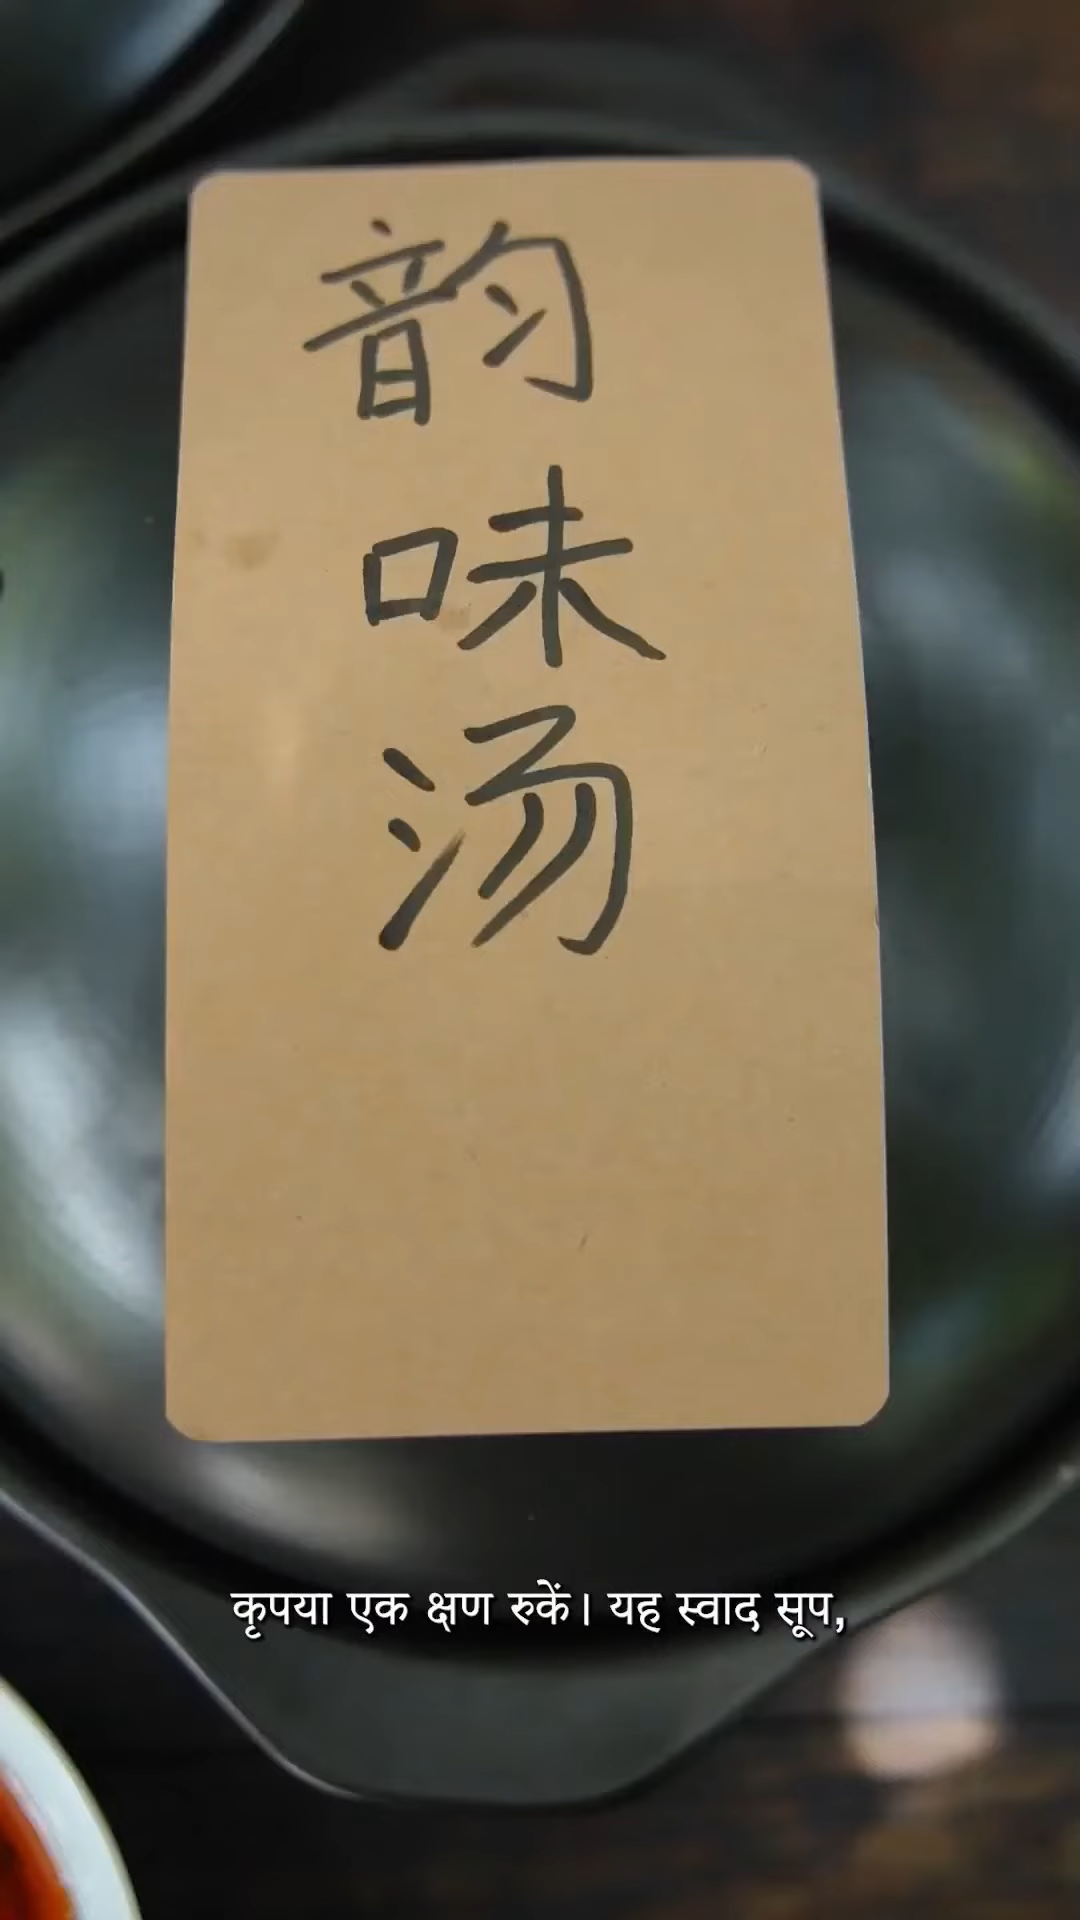 韵
味
汤
कृपया एक क्षण रुकें। यह स्वाद सूप,